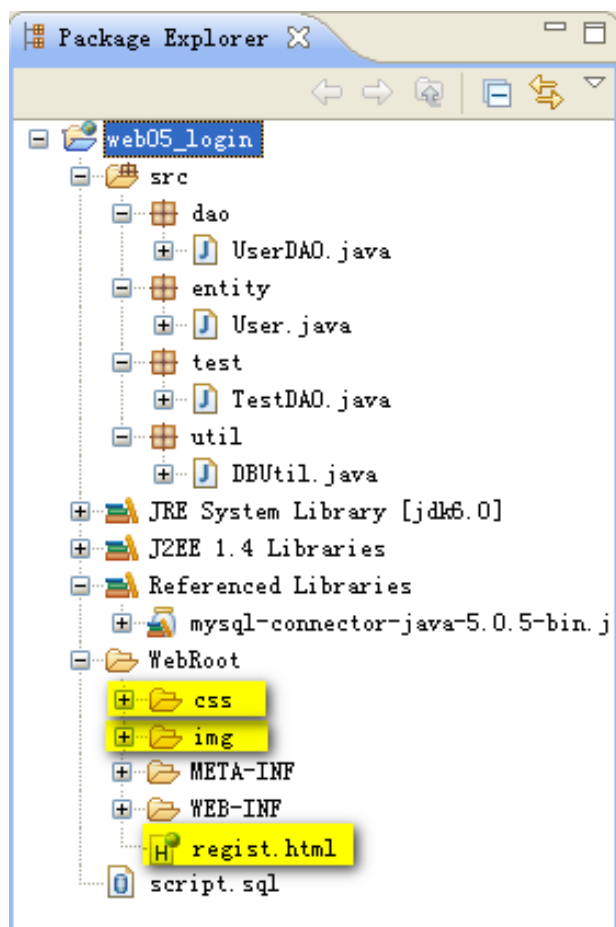 Package Explorer
web05_login
src
dao
UserDAO.java
entity
User.java
test
TestDAO.java
util
DBUtil.java
JRE System Library [jdk6.0]
J2EE 1.4 Libraries
Referenced Libraries
mysql-connector-java-5.0.5-bin.j
WebRoot
css
img
META-INF
WEB-INF
regist.html
script.sql